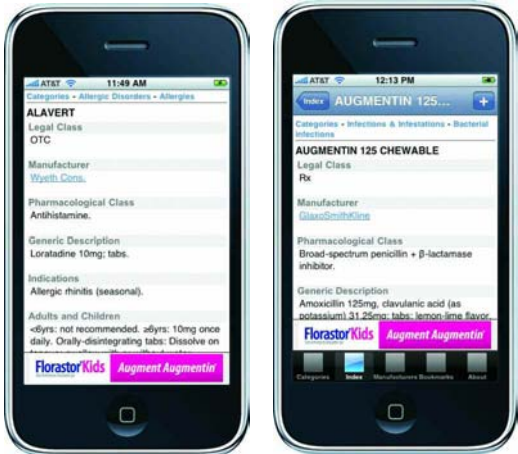 AT&T 11:49 AM
Categories - Allergic Disorders - Allergies
ALAVERT
Legal Class
OTC
Manufacturer
Wyeth Cons.
Pharmacological Class
Antihistamine.
Generic Description
Loratadine 10mg; tabs.
Indications
Allergic rhinitis (seasonal).
Adults and Children
<6yrs: not recommended. ≥6yrs: 10mg once
daily. Orally-disintegrating tabs: Dissolve on
Florastor Kids Augment Augmentin'
AT&T 12:13 PM
Index AUGMENTIN 125... +
Categories - Infections & Infestations - Bacterial
Infections
AUGMENTIN 125 CHEWABLE
Legal Class
Rx
Manufacturer
GlaxoSmithKline
Pharmacological Class
Broad-spectrum penicillin + β-lactamase
inhibitor.
Generic Description
Amoxicillin 125mg, clavulanic acid (as
potassium) 31.25mg; tabs; lemon-lime flavor.
Florastor Kids Augment Augmentin'
Categories Index Manufacturers Bookmarks About